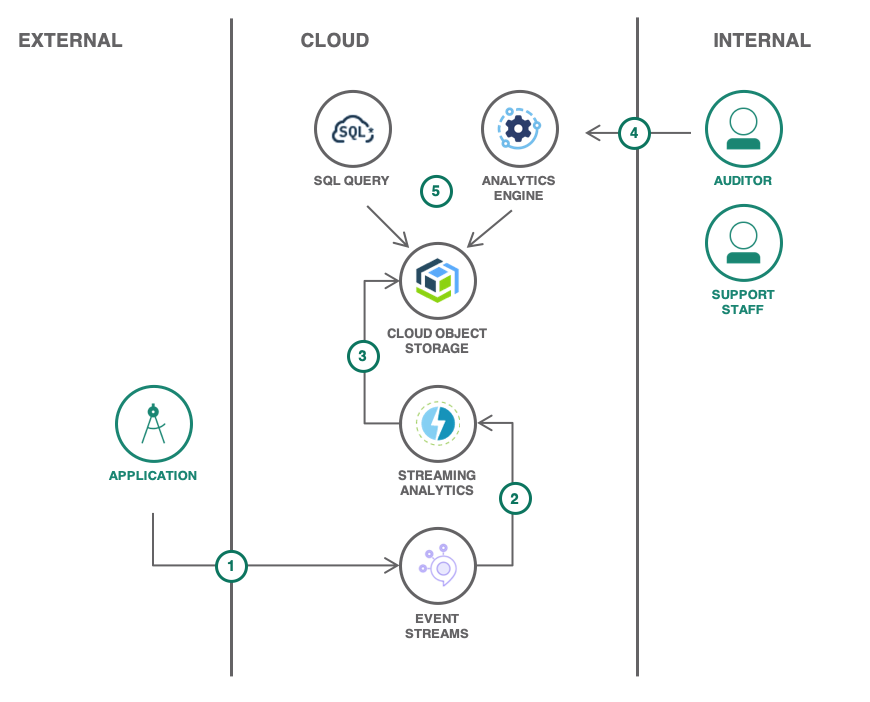 EXTERNAL
CLOUD
INTERNAL
SQL
SQL QUERY
ANALYTICS
ENGINE
5
4
AUDITOR
SUPPORT
STAFF
CLOUD OBJECT
STORAGE
3
APPLICATION
STREAMING
ANALYTICS
2
1
EVENT
STREAMS